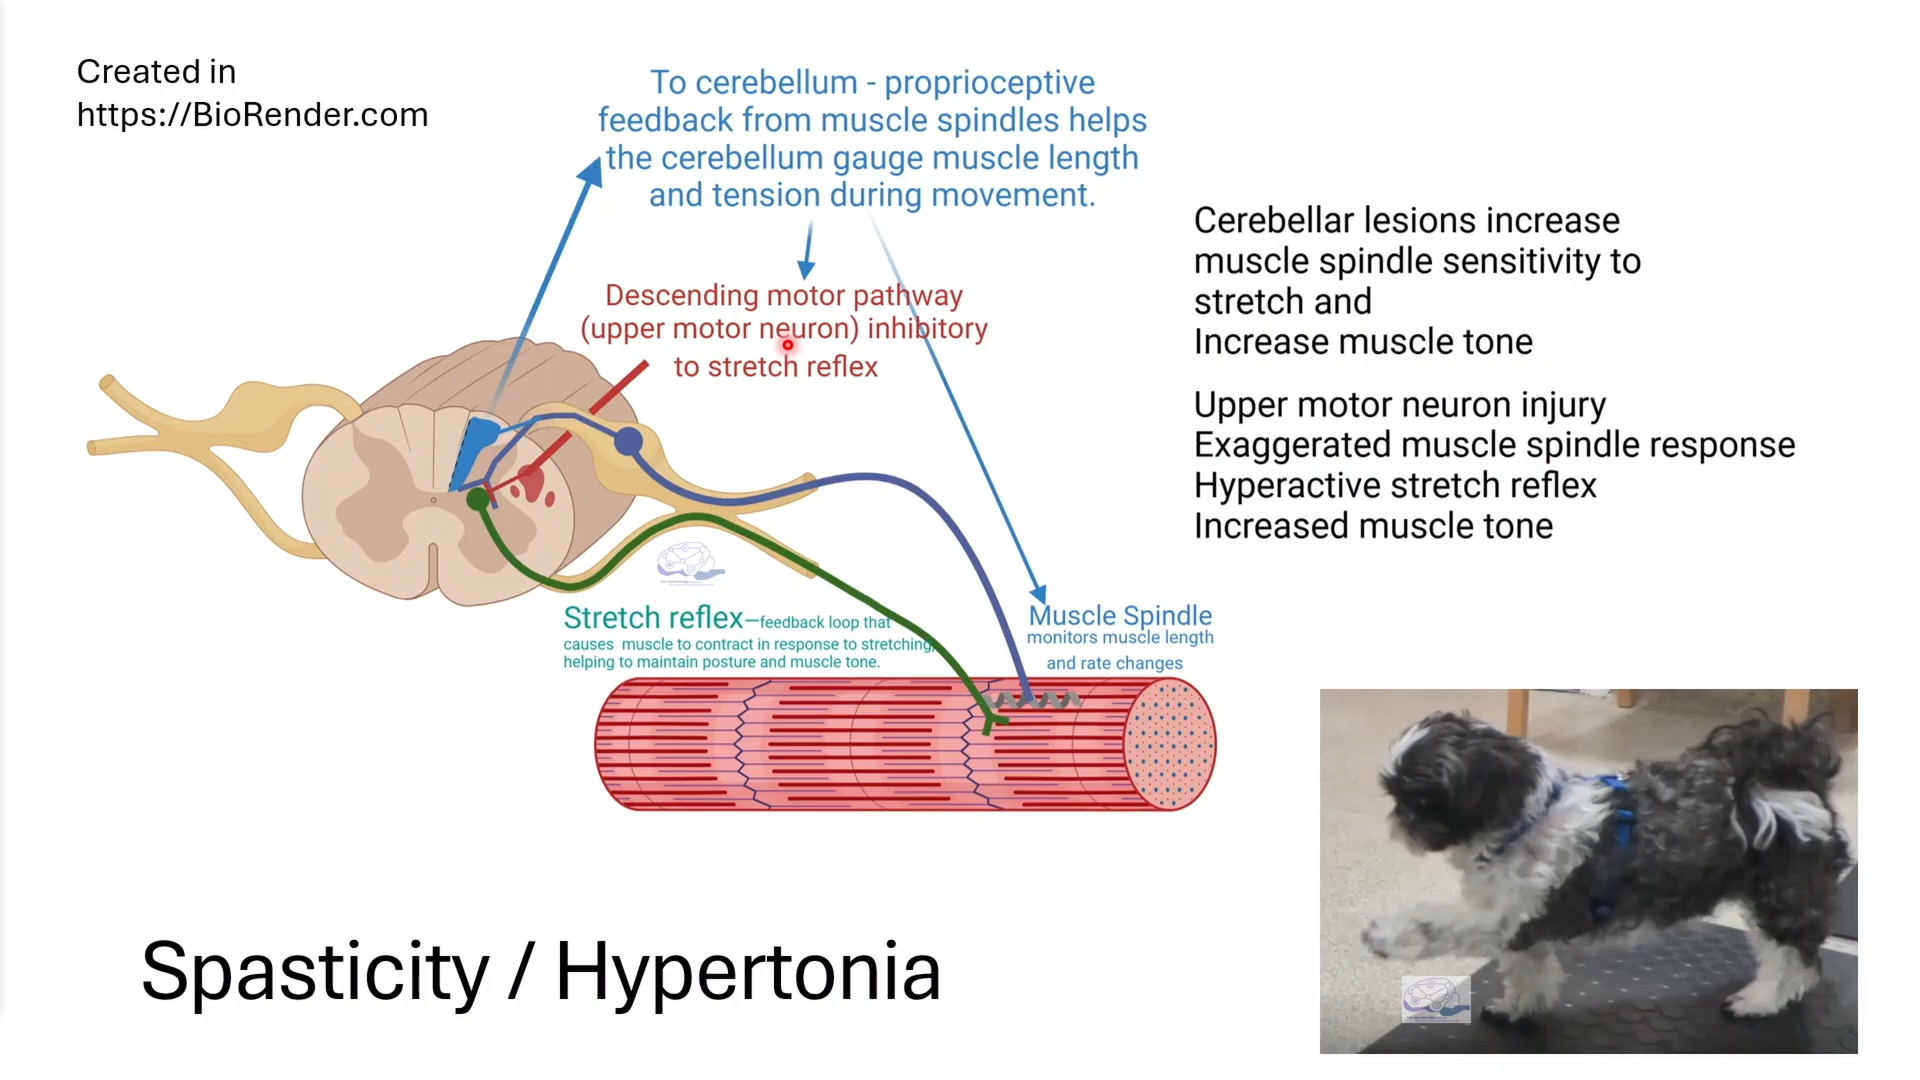 Created in
https://BioRender.com
To cerebellum - proprioceptive
feedback from muscle spindles helps
the cerebellum gauge muscle length
and tension during movement.
Descending motor pathway
(upper motor neuron) inhibitory
to stretch reflex
Cerebellar lesions increase
muscle spindle sensitivity to
stretch and
Increase muscle tone
Upper motor neuron injury
Exaggerated muscle spindle response
Hyperactive stretch reflex
Increased muscle tone
Stretch reflex—feedback loop that
causes muscle to contract in response to stretching,
helping to maintain posture and muscle tone.
Muscle Spindle
monitors muscle length
and rate changes
Spasticity / Hypertonia